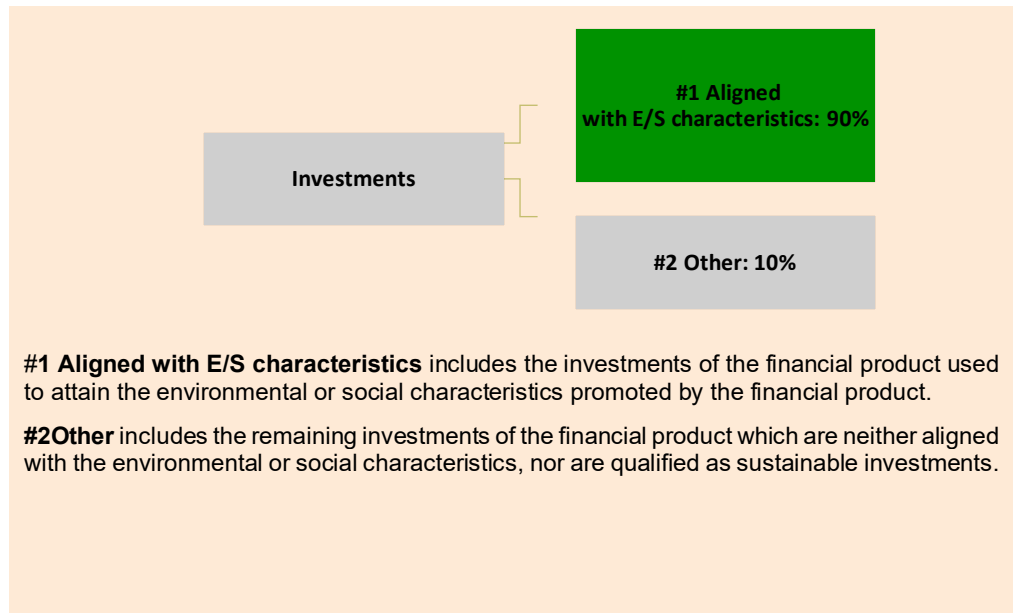 #1 Aligned
with E/S characteristics: 90%
Investments
#2 Other: 10%
#1 Aligned with E/S characteristics includes the investments of the financial product used
to attain the environmental or social characteristics promoted by the financial product.
#2Other includes the remaining investments of the financial product which are neither aligned
with the environmental or social characteristics, nor are qualified as sustainable investments.